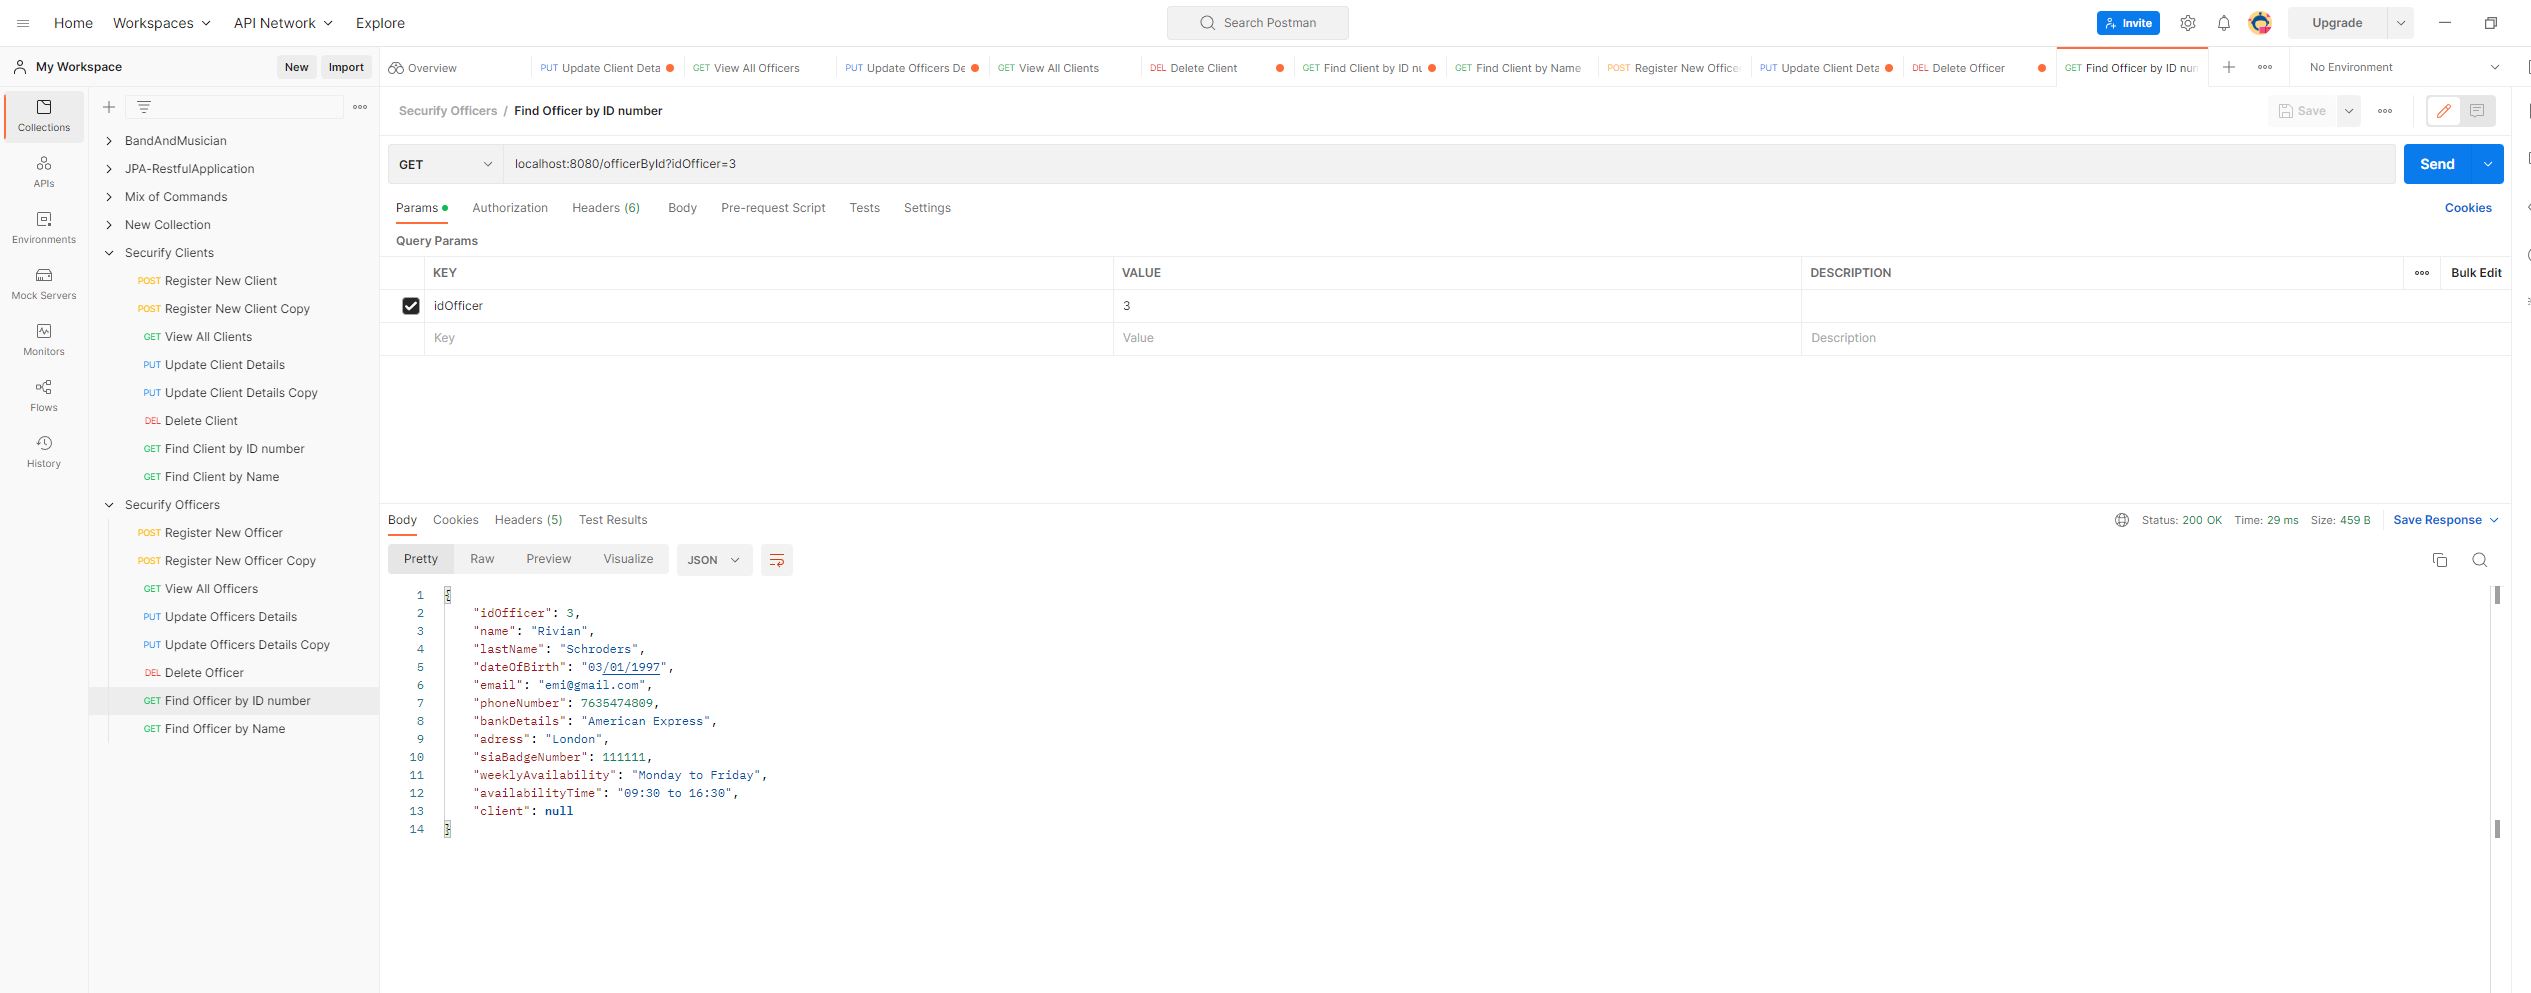 Home Workspaces API Network Explore Search Postman Invite Upgrade
My Workspace New Import
Overview PUT Update Client Deta GET View All Officers PUT Update Officers De GET View All Clients DEL Delete Client GET Find Client by ID nu GET Find Client by Name POST Register New Office PUT Update Client Deta DEL Delete Officer GET Find Officer by ID num No Environment
Collections
APIs
Environments
Mock Servers
Monitors
Flows
History
BandAndMusician
JPA-RestfulApplication
Mix of Commands
New Collection
Securify Clients
POST Register New Client
POST Register New Client Copy
GET View All Clients
PUT Update Client Details
PUT Update Client Details Copy
DEL Delete Client
GET Find Client by ID number
GET Find Client by Name
Securify Officers
POST Register New Officer
POST Register New Officer Copy
GET View All Officers
PUT Update Officers Details
PUT Update Officers Details Copy
DEL Delete Officer
GET Find Officer by ID number
GET Find Officer by Name
Securify Officers / Find Officer by ID number Save
GET localhost:8080/officerById?idOfficer=3 Send
Params Authorization Headers (6) Body Pre-request Script Tests Settings Cookies
Query Params
KEY VALUE DESCRIPTION Bulk Edit
idOfficer 3
Key Value Description
Body Cookies Headers (5) Test Results Status: 200 OK Time: 29 ms Size: 459 B Save Response
Pretty Raw Preview Visualize JSON
1 {
2 "idOfficer": 3,
3 "name": "Rivian",
4 "lastName": "Schroders",
5 "dateOfBirth": "03/01/1997",
6 "email": "emi@gmail.com",
7 "phoneNumber": 7635474809,
8 "bankDetails": "American Express",
9 "adress": "London",
10 "siaBadgeNumber": 111111,
11 "weeklyAvailability": "Monday to Friday",
12 "availabilityTime": "09:30 to 16:30",
13 "client": null
14 }